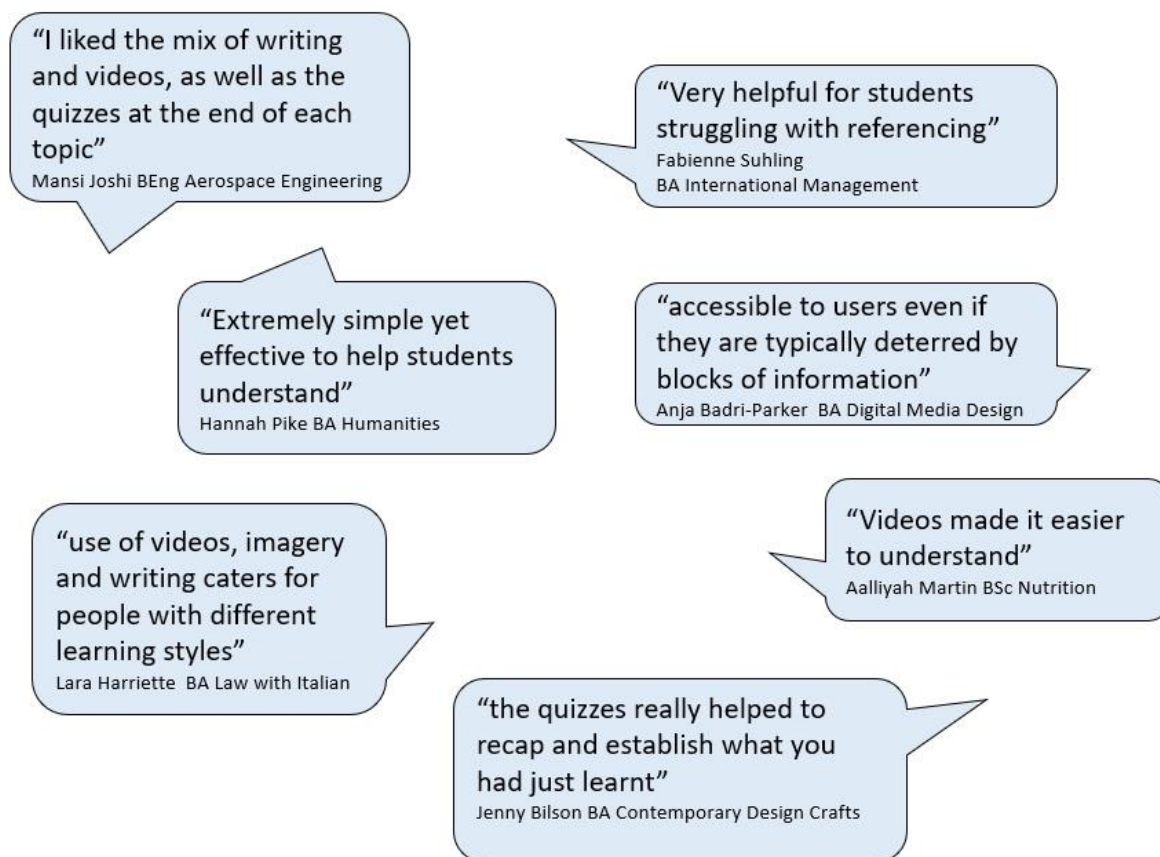 “I liked the mix of writing
and videos, as well as the
quizzes at the end of each
topic”
Mansi Joshi BEng Aerospace Engineering
“Very helpful for students
struggling with referencing”
Fabienne Suhling
BA International Management
“Extremely simple yet
effective to help students
understand”
Hannah Pike BA Humanities
“accessible to users even if
they are typically deterred by
blocks of information”
Anja Badri-Parker  BA Digital Media Design
“use of videos, imagery
and writing caters for
people with different
learning styles”
Lara Harriette  BA Law with Italian
“Videos made it easier
to understand”
Aalliyah Martin BSc Nutrition
“the quizzes really helped to
recap and establish what you
had just learnt”
Jenny Bilson BA Contemporary Design Crafts